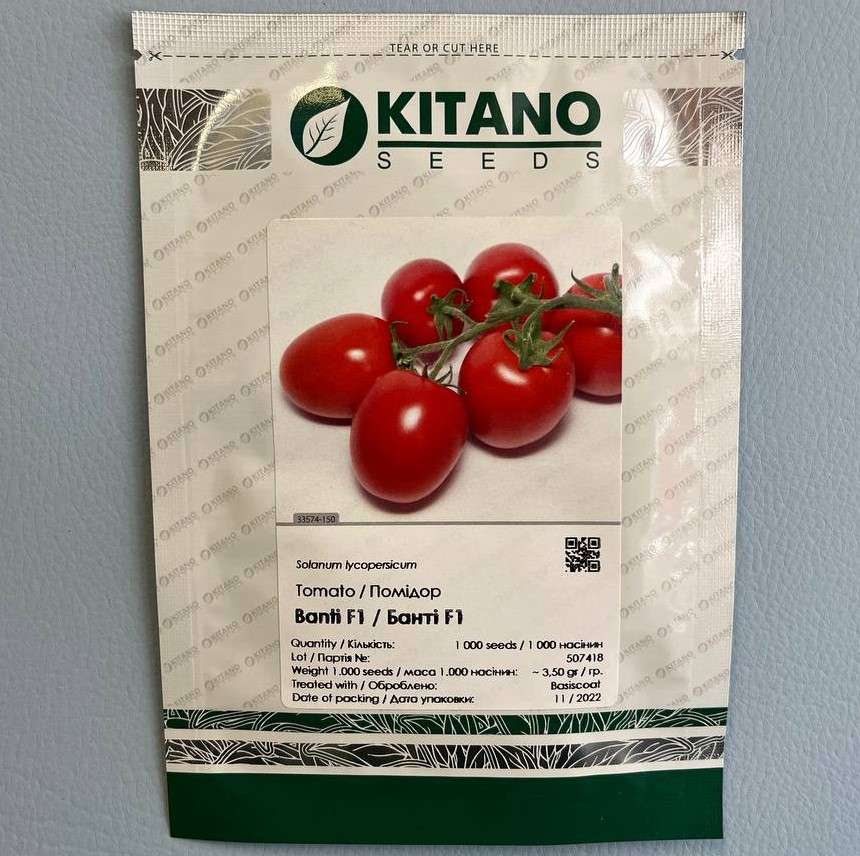 TEAR OR CUT HERE
KITANO
SEEDS
33574-150
Solanum lycopersicum
Tomato / Помідор
Banti F1 / Банті F1
Quantity / Кількість: 1 000 seeds / 1 000 насінин
Lot / Партія №: 507418
Weight 1.000 seeds / маса 1.000 насінин: ~ 3,50 gr / гр.
Treated with / Оброблено: Basiscoat
Date of packing / Дата упаковки: 11 / 2022